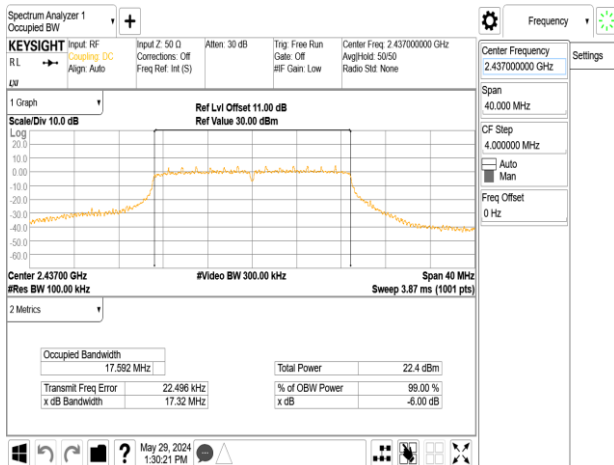 Spectrum Analyzer 1
Occupied BW
Frequency
KEYSIGHT
Input: RF
Coupling: DC
Align: Auto
Input Z: 50 Ω
Corrections: Off
Freq Ref: Int (S)
Atten: 30 dB
Trig: Free Run
Gate: Off
#IF Gain: Low
Center Freq: 2.437000000 GHz
Avg|Hold: 50/50
Radio Std: None
RL
LXI
Center Frequency
2.437000000 GHz
Settings
Span
40.000 MHz
CF Step
4.000000 MHz
Auto
Man
Freq Offset
0 Hz
1 Graph
Scale/Div 10.0 dB
Ref Lvl Offset 11.00 dB
Ref Value 30.00 dBm
Log
20.0
10.0
0.00
-10.0
-20.0
-30.0
-40.0
-50.0
-60.0
Center 2.43700 GHz
#Video BW 300.00 kHz
Span 40 MHz
#Res BW 100.00 kHz
Sweep 3.87 ms (1001 pts)
2 Metrics
Occupied Bandwidth
17.592 MHz
Total Power 22.4 dBm
Transmit Freq Error 22.496 kHz
% of OBW Power 99.00 %
x dB Bandwidth 17.32 MHz
x dB -6.00 dB
?
May 29, 2024
1:30:21 PM